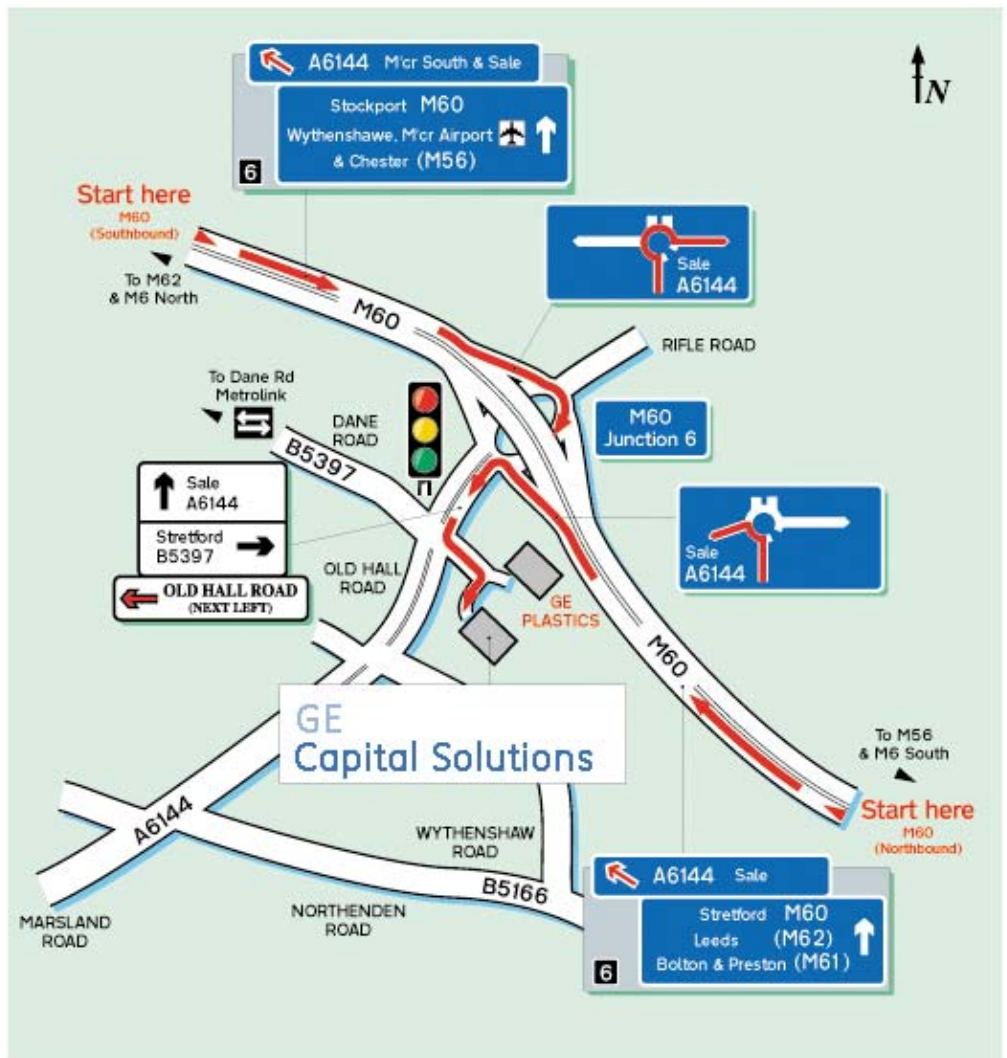 A6144 M'cr South & Sale
Stockport M60
Wythenshawe, M'cr Airport
& Chester (M56)
6
N
Start here
M60
(Southbound)
To M62
& M6 North
M60
Sale
A6144
RIFLE ROAD
To Dane Rd
Metrolink
DANE
ROAD
B5397
M60
Junction 6
Sale
A6144
Stretford
B5397
OLD HALL ROAD
(NEXT LEFT)
OLD HALL
ROAD
GE
PLASTICS
Sale
A6144
M60
GE
Capital Solutions
To M56
& M6 South
Start here
M60
(Northbound)
A6144
WYTHENSHAW
ROAD
B5166
MARSLAND
ROAD
NORTHENDEN
ROAD
A6144 Sale
Stretford M60
Leeds (M62)
Bolton & Preston (M61)
6